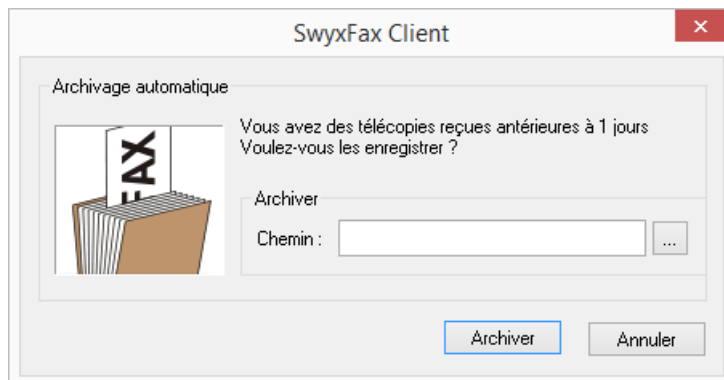 SwyxFax Client
Archivage automatique
FAX
Vous avez des télécopies reçues antérieures à 1 jours
Voulez-vous les enregistrer ?
Archiver
Chemin :
...
Archiver
Annuler